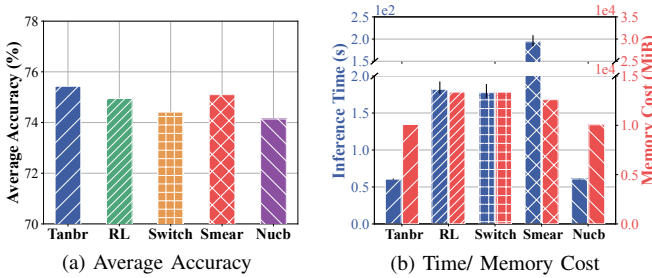 78
76
74
72
70
Average Accuracy (%)
Tanbr RL Switch Smear Nucb
(a) Average Accuracy
1e2
2.5
2.0
1.5
2.0
1.5
1.0
0.5
0.0
Inference Time (s)
1e4
3.5
3.0
2.5
1e4
1.5
1.0
0.5
0.0
Memory Cost (MiB)
Tanbr RL Switch Smear Nucb
(b) Time/ Memory Cost